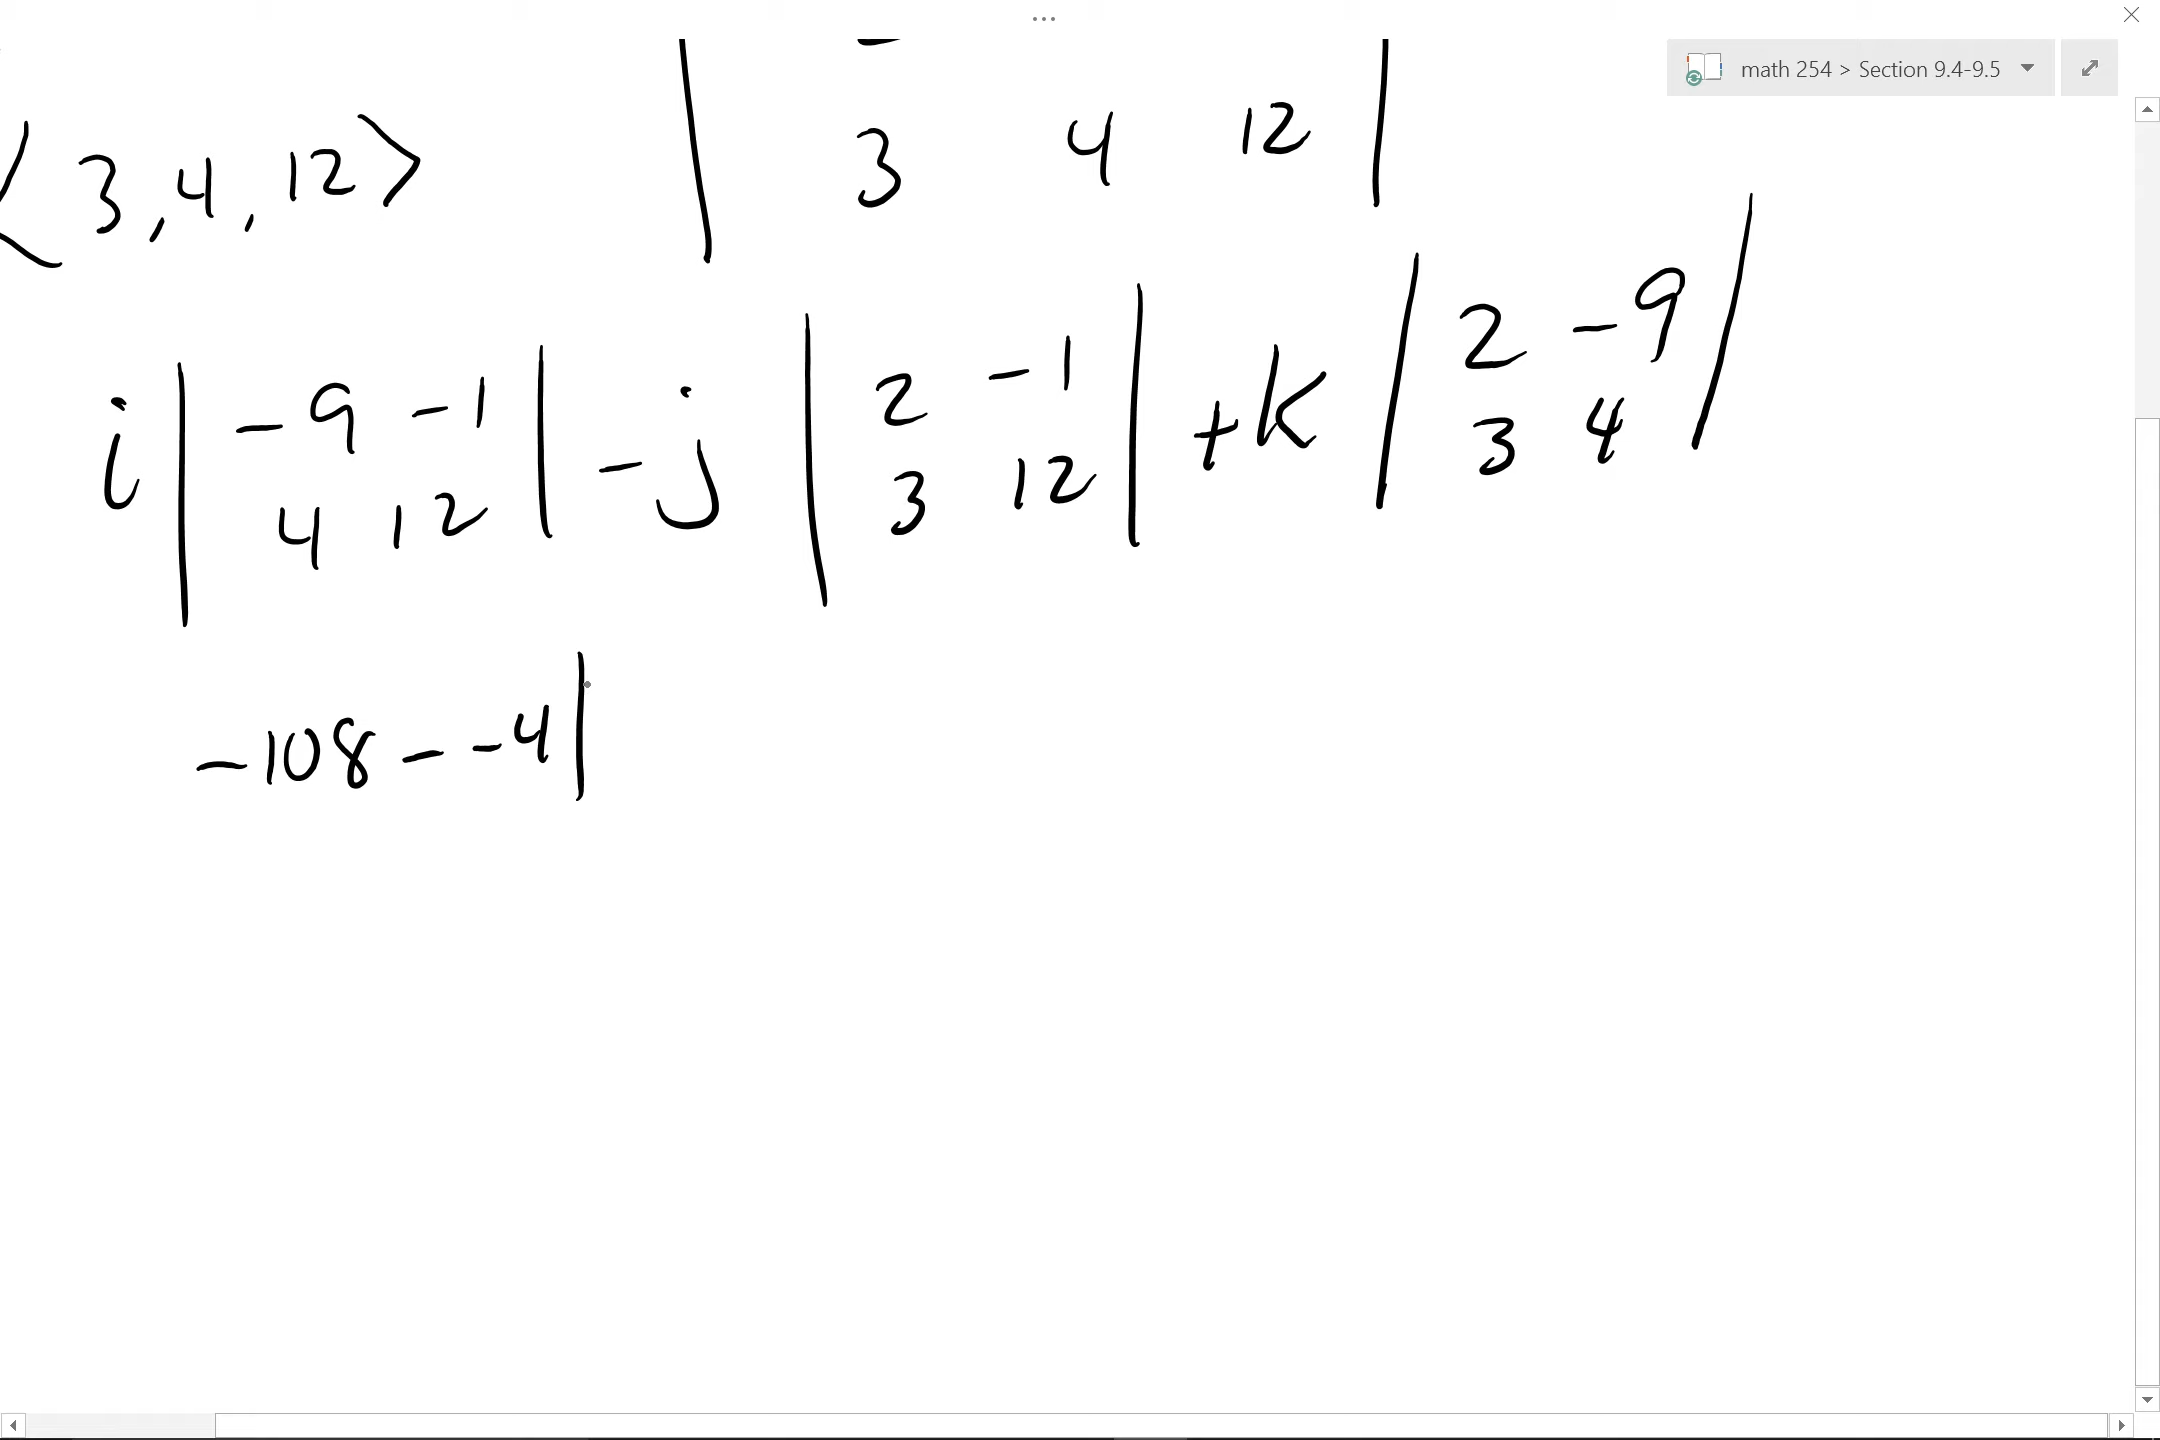 ...
math 254 > Section 9.4-9.5
3 4 12
⟨3,4,12⟩
i | -9 -1 | -j | 2 -1 | +k | 2 -9 |
4 12 3 12 3 4
-108 - -4 |